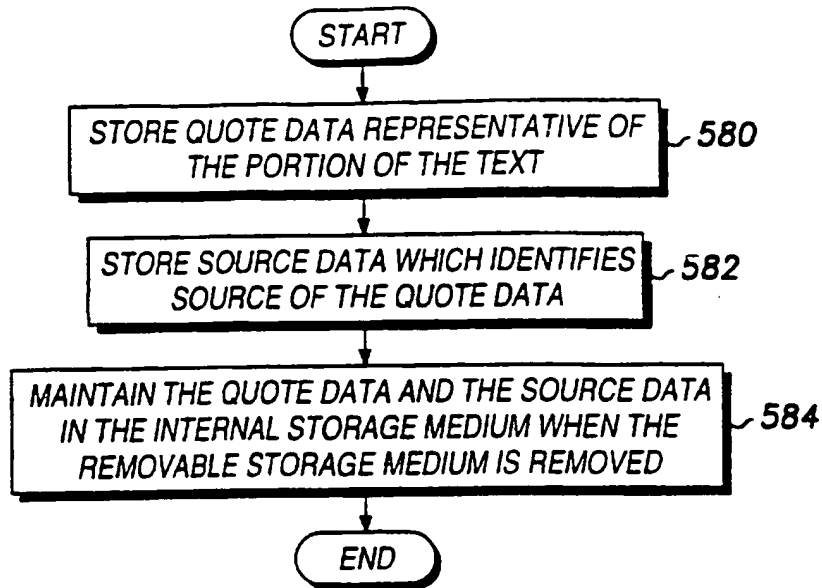 START
STORE QUOTE DATA REPRESENTATIVE OF
THE PORTION OF THE TEXT
580
STORE SOURCE DATA WHICH IDENTIFIES
SOURCE OF THE QUOTE DATA
582
MAINTAIN THE QUOTE DATA AND THE SOURCE DATA
IN THE INTERNAL STORAGE MEDIUM WHEN THE
REMOVABLE STORAGE MEDIUM IS REMOVED
584
END